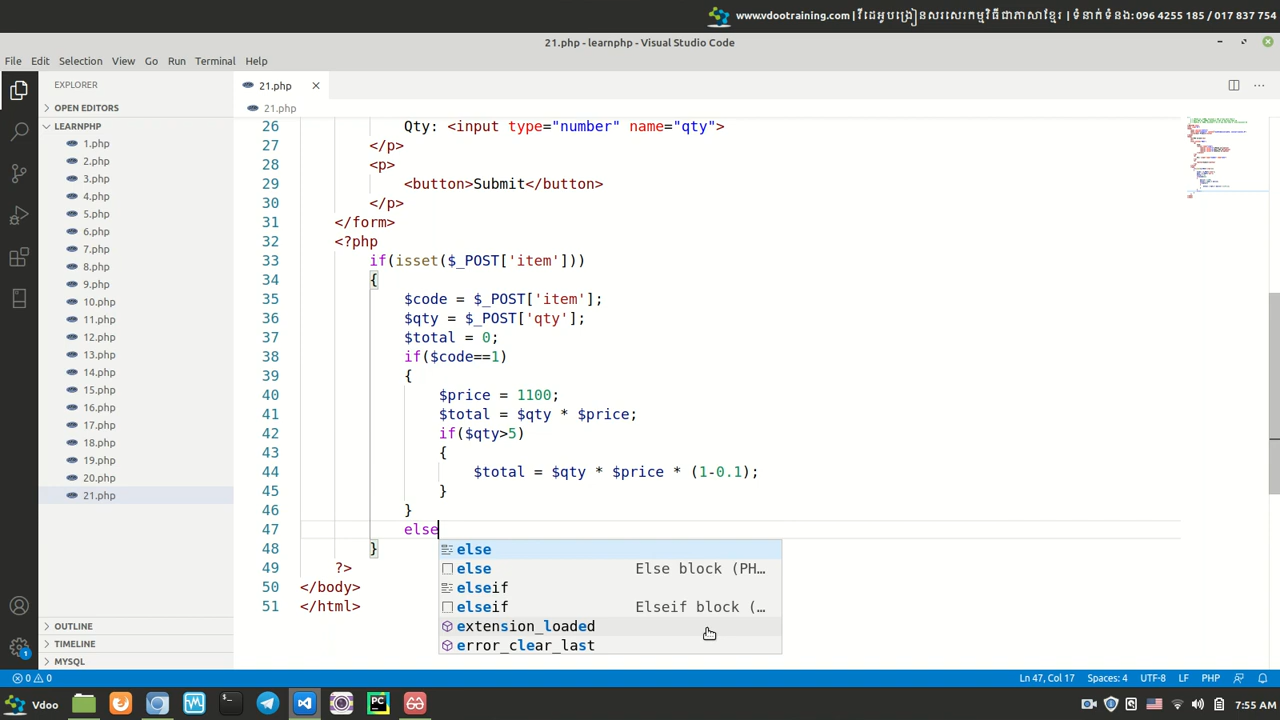 www.vdootraining.com | វីដេអូបង្រៀនសរសេរកម្មវិធីជាភាសាខ្មែរ | ទំនាក់ទំនង: 096 4255 185 / 017 837 754
21.php - learnphp - Visual Studio Code
File Edit Selection View Go Run Terminal Help
EXPLORER
OPEN EDITORS
LEARNPHP
1.php
2.php
3.php
4.php
5.php
6.php
7.php
8.php
9.php
10.php
11.php
12.php
13.php
14.php
15.php
16.php
17.php
18.php
19.php
20.php
21.php
OUTLINE
TIMELINE
MYSQL
21.php
21.php
26 Qty: <input type="number" name="qty">
27 </p>
28 <p>
29 <button>Submit</button>
30 </p>
31 </form>
32 <?php
33 if(isset($_POST['item']))
34 {
35 $code = $_POST['item'];
36 $qty = $_POST['qty'];
37 $total = 0;
38 if($code==1)
39 {
40 $price = 1100;
41 $total = $qty * $price;
42 if($qty>5)
43 {
44 $total = $qty * $price * (1-0.1);
45 }
46 }
47 else
48 }
49 ?>
50 </body>
51 </html>
else
else Else block (PH…
elseif
elseif Elseif block (…
extension_loaded
error_clear_last
0 0 Ln 47, Col 17 Spaces: 4 UTF-8 LF PHP
Vdoo 7:55 AM